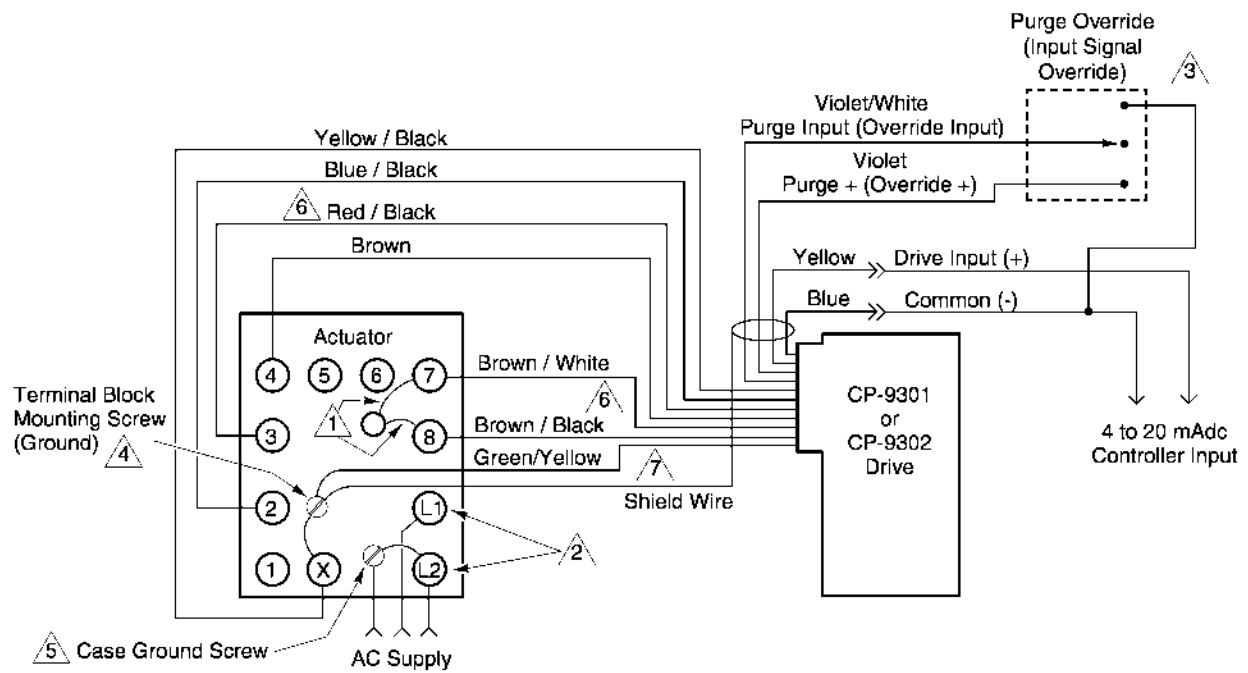 Purge Override
(Input Signal
Override)
3
Violet/White
Purge Input (Override Input)
Violet
Purge + (Override +)
Yellow / Black
Blue / Black
6
Red / Black
Brown
Yellow
Drive Input (+)
Blue
Common (-)
Actuator
4
5
6
7
Brown / White
6
Terminal Block
Mounting Screw
(Ground)
4
3
1
8
Brown / Black
Green/Yellow
7
Shield Wire
CP-9301
or
CP-9302
Drive
4 to 20 mAdc
Controller Input
2
L1
2
1
X
L2
5
Case Ground Screw
AC Supply